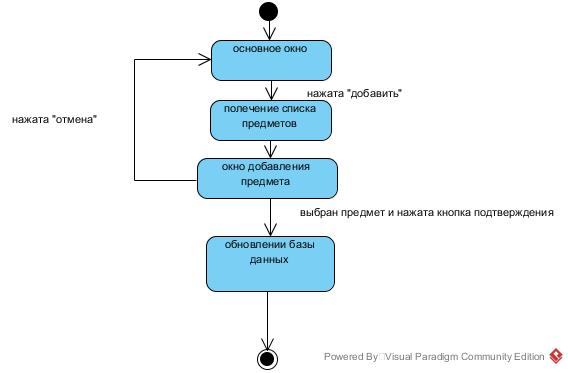 основное окно
нажата "добавить"
полечение списка
предметов
нажата "отмена"
окно добавления
предмета
выбран предмет и нажата кнопка подтверждения
обновлении базы
данных
Powered By Visual Paradigm Community Edition